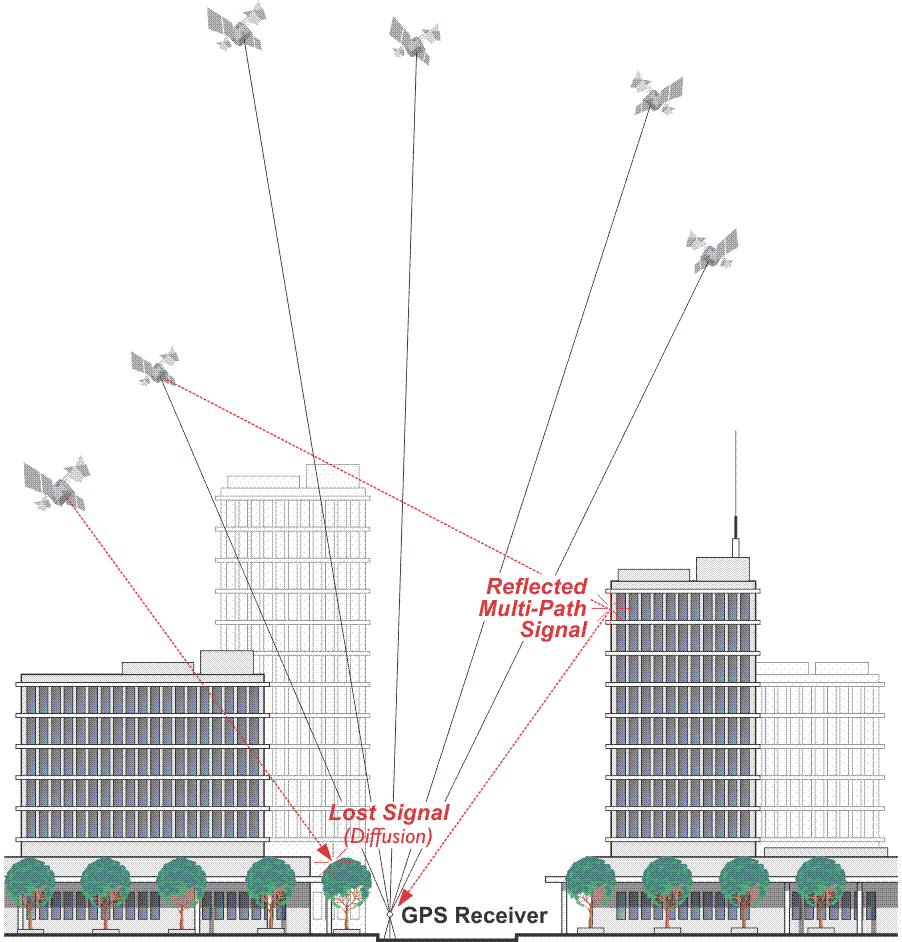 Reflected
Multi-Path
Signal
Lost Signal
(Diffusion)
GPS Receiver